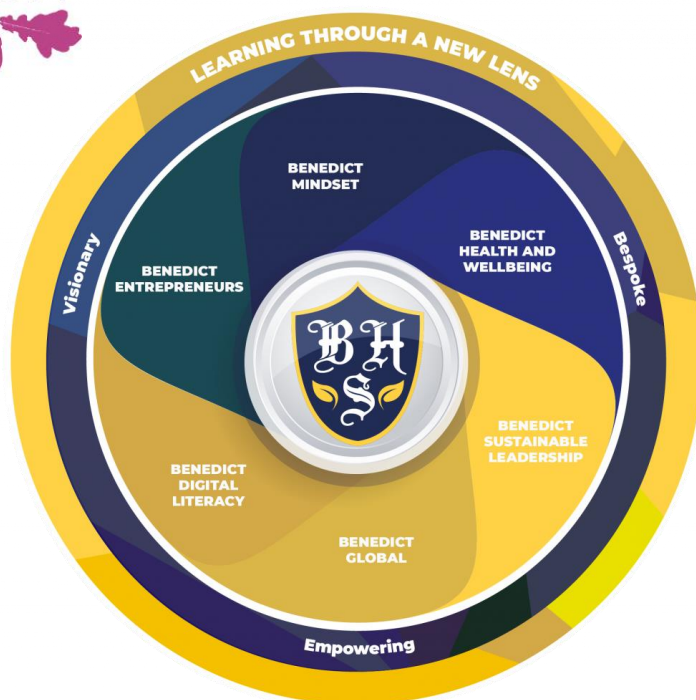 LEARNING THROUGH A NEW LENS
Visionary
Bespoke
BENEDICT
MINDSET
BENEDICT
HEALTH AND
WELLBEING
BENEDICT
ENTREPRENEURS
BENEDICT
SUSTAINABLE
LEADERSHIP
BENEDICT
DIGITAL
LITERACY
BENEDICT
GLOBAL
B H
S
Empowering